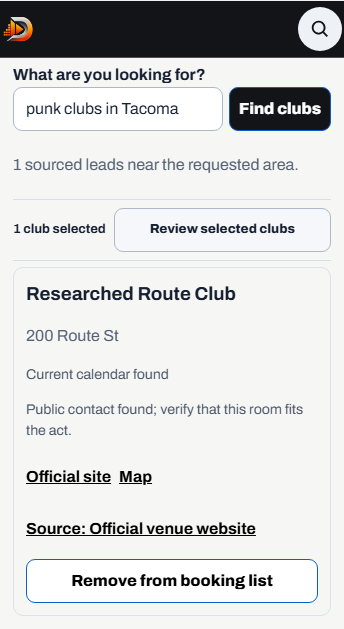 What are you looking for?
punk clubs in Tacoma
Find clubs
1 sourced leads near the requested area.
1 club selected
Review selected clubs
Researched Route Club
200 Route St
Current calendar found
Public contact found; verify that this room fits
the act.
Official site Map
Source: Official venue website
Remove from booking list